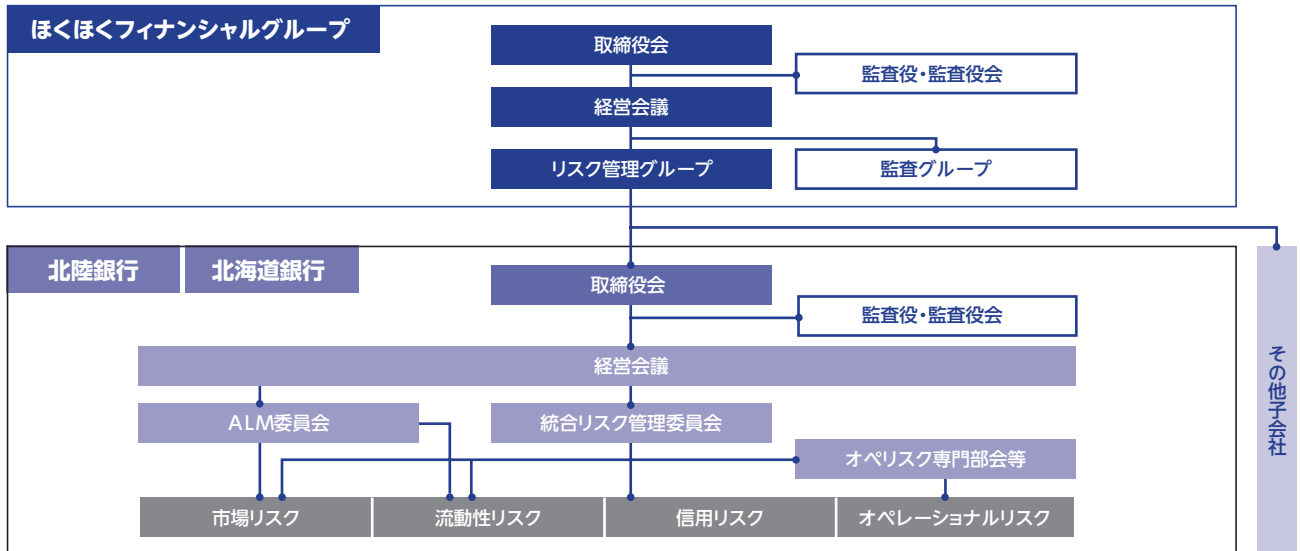 ほくほくフィナンシャルグループ
取締役会
監査役・監査役会
経営会議
リスク管理グループ
監査グループ
北陸銀行
北海道銀行
取締役会
監査役・監査役会
経営会議
ALM委員会
統合リスク管理委員会
オペリスク専門部会等
市場リスク
流動性リスク
信用リスク
オペレーショナルリスク
その他子会社